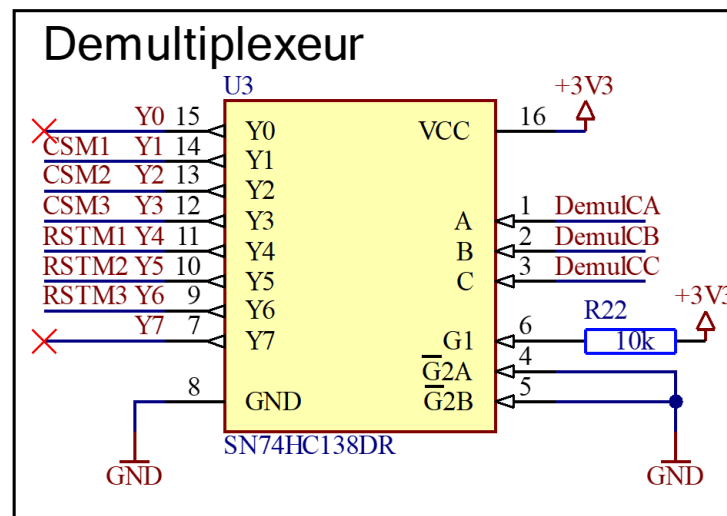 Demultiplexeur
U3
+3V3
Y0 15 Y0 VCC 16
CSM1 Y1 14 Y1
CSM2 Y2 13 Y2
CSM3 Y3 12 Y3 A 1 DemulCA
RSTM1 Y4 11 Y4 B 2 DemulCB
RSTM2 Y5 10 Y5 C 3 DemulCC
RSTM3 Y6 9 Y6 R22 +3V3
Y7 7 Y7 G1 6 10k
G̅2A 4
8 GND G̅2B 5
SN74HC138DR
GND GND